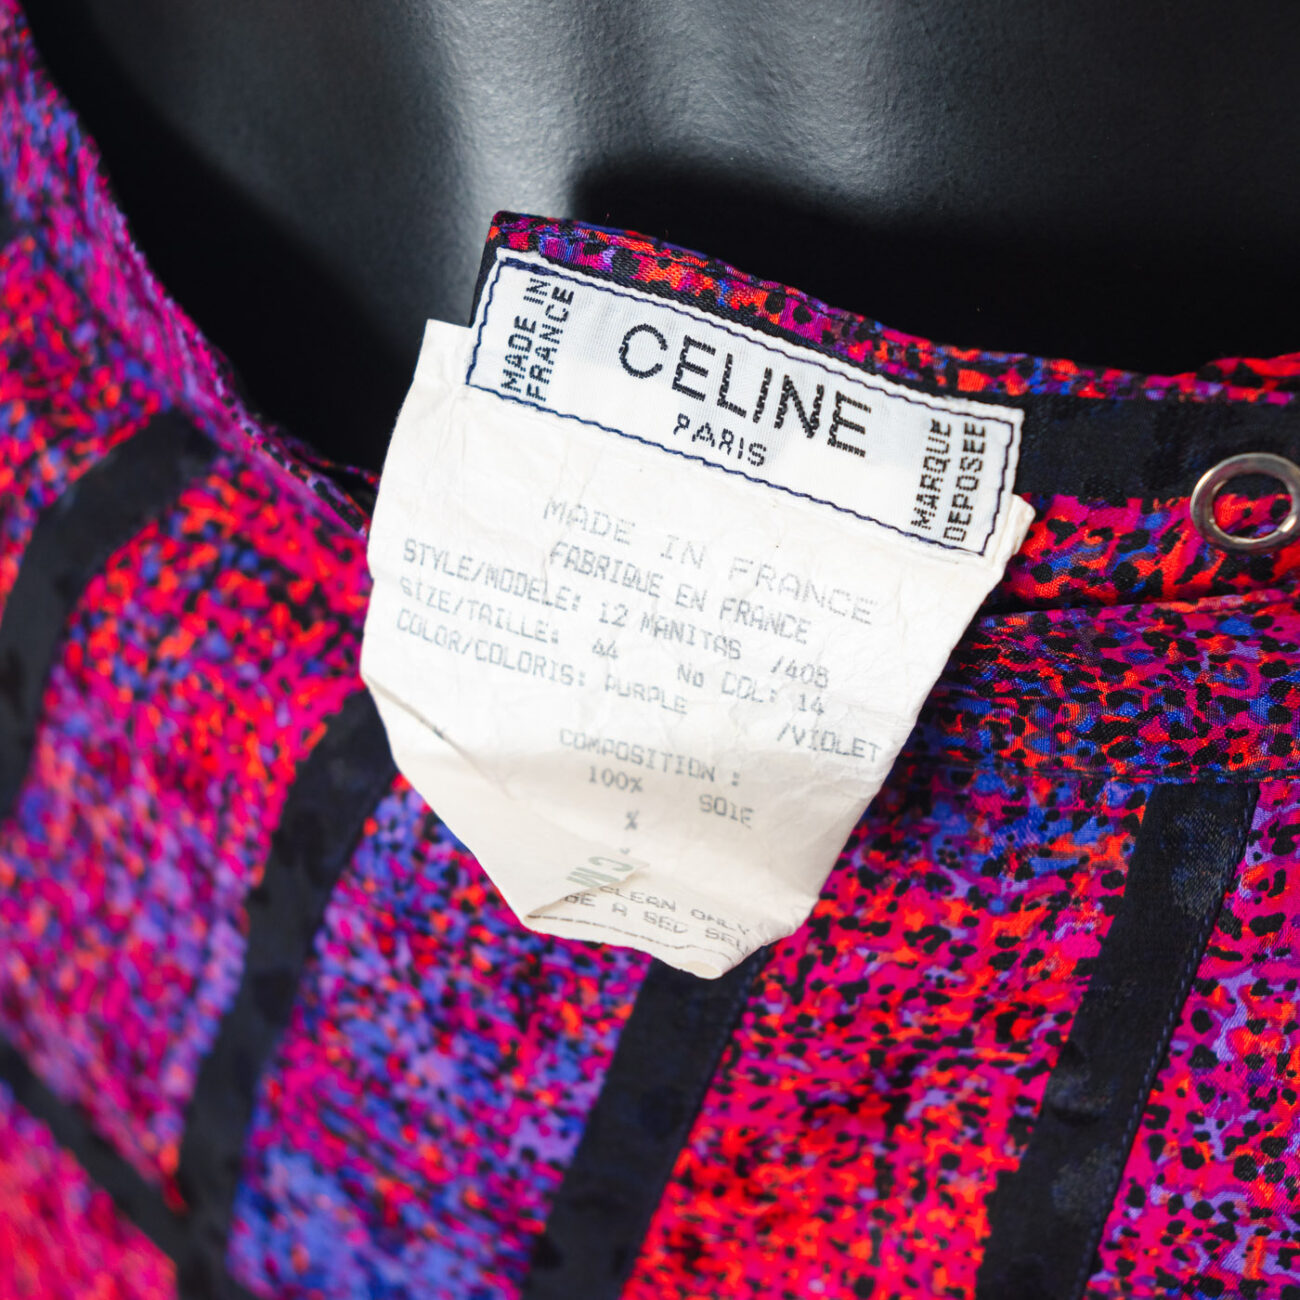 MADE IN
FRANCE
CELINE
PARIS
MARQUE
DEPOSEE
MADE IN FRANCE
FABRIQUE EN FRANCE
STYLE/MODELE: 12 MANITAS /408
SIZE/TAILLE: 44 No COL: 14
COLOR/COLORIS: PURPLE /VIOLET
COMPOSITION :
100% SOIE
%
CLEAN ONLY